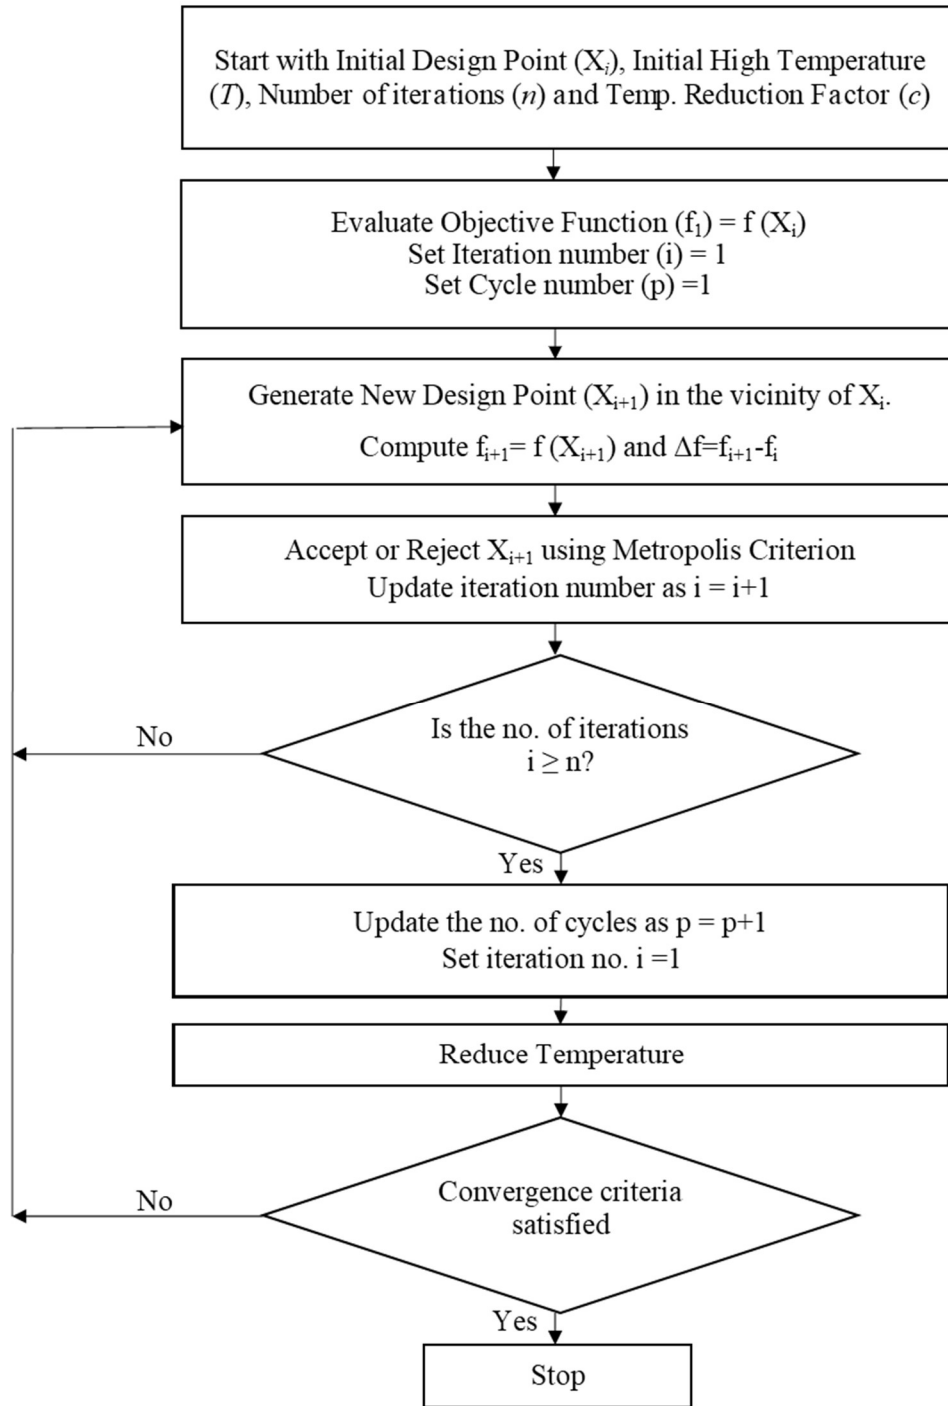 Start with Initial Design Point (Xᵢ), Initial High Temperature
(T), Number of iterations (n) and Temp. Reduction Factor (c)
Evaluate Objective Function (f₁) = f (Xᵢ)
Set Iteration number (i) = 1
Set Cycle number (p) =1
Generate New Design Point (Xᵢ₊₁) in the vicinity of Xᵢ.
Compute fᵢ₊₁= f (Xᵢ₊₁) and Δf=fᵢ₊₁-fᵢ
Accept or Reject Xᵢ₊₁ using Metropolis Criterion
Update iteration number as i = i+1
Is the no. of iterations
i ≥ n?
No
Yes
Update the no. of cycles as p = p+1
Set iteration no. i =1
Reduce Temperature
Convergence criteria
satisfied
No
Yes
Stop